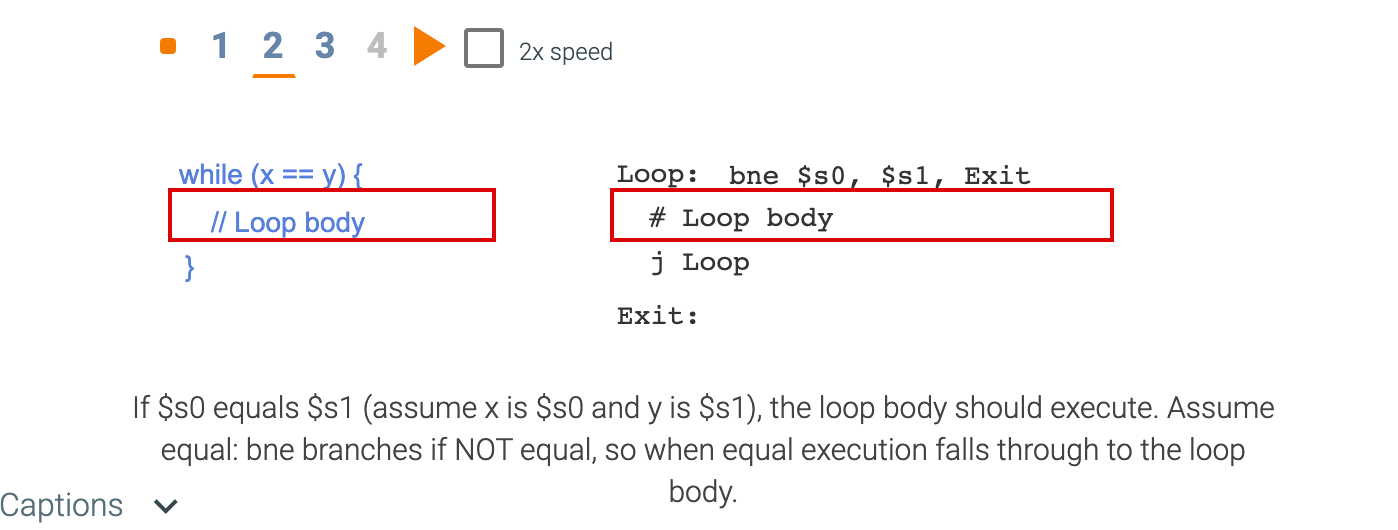 1 2 3 4 2x speed
while (x == y) {
// Loop body
}
Loop: bne $s0, $s1, Exit
# Loop body
j Loop
Exit:
If $s0 equals $s1 (assume x is $s0 and y is $s1), the loop body should execute. Assume
equal: bne branches if NOT equal, so when equal execution falls through to the loop
body.
Captions